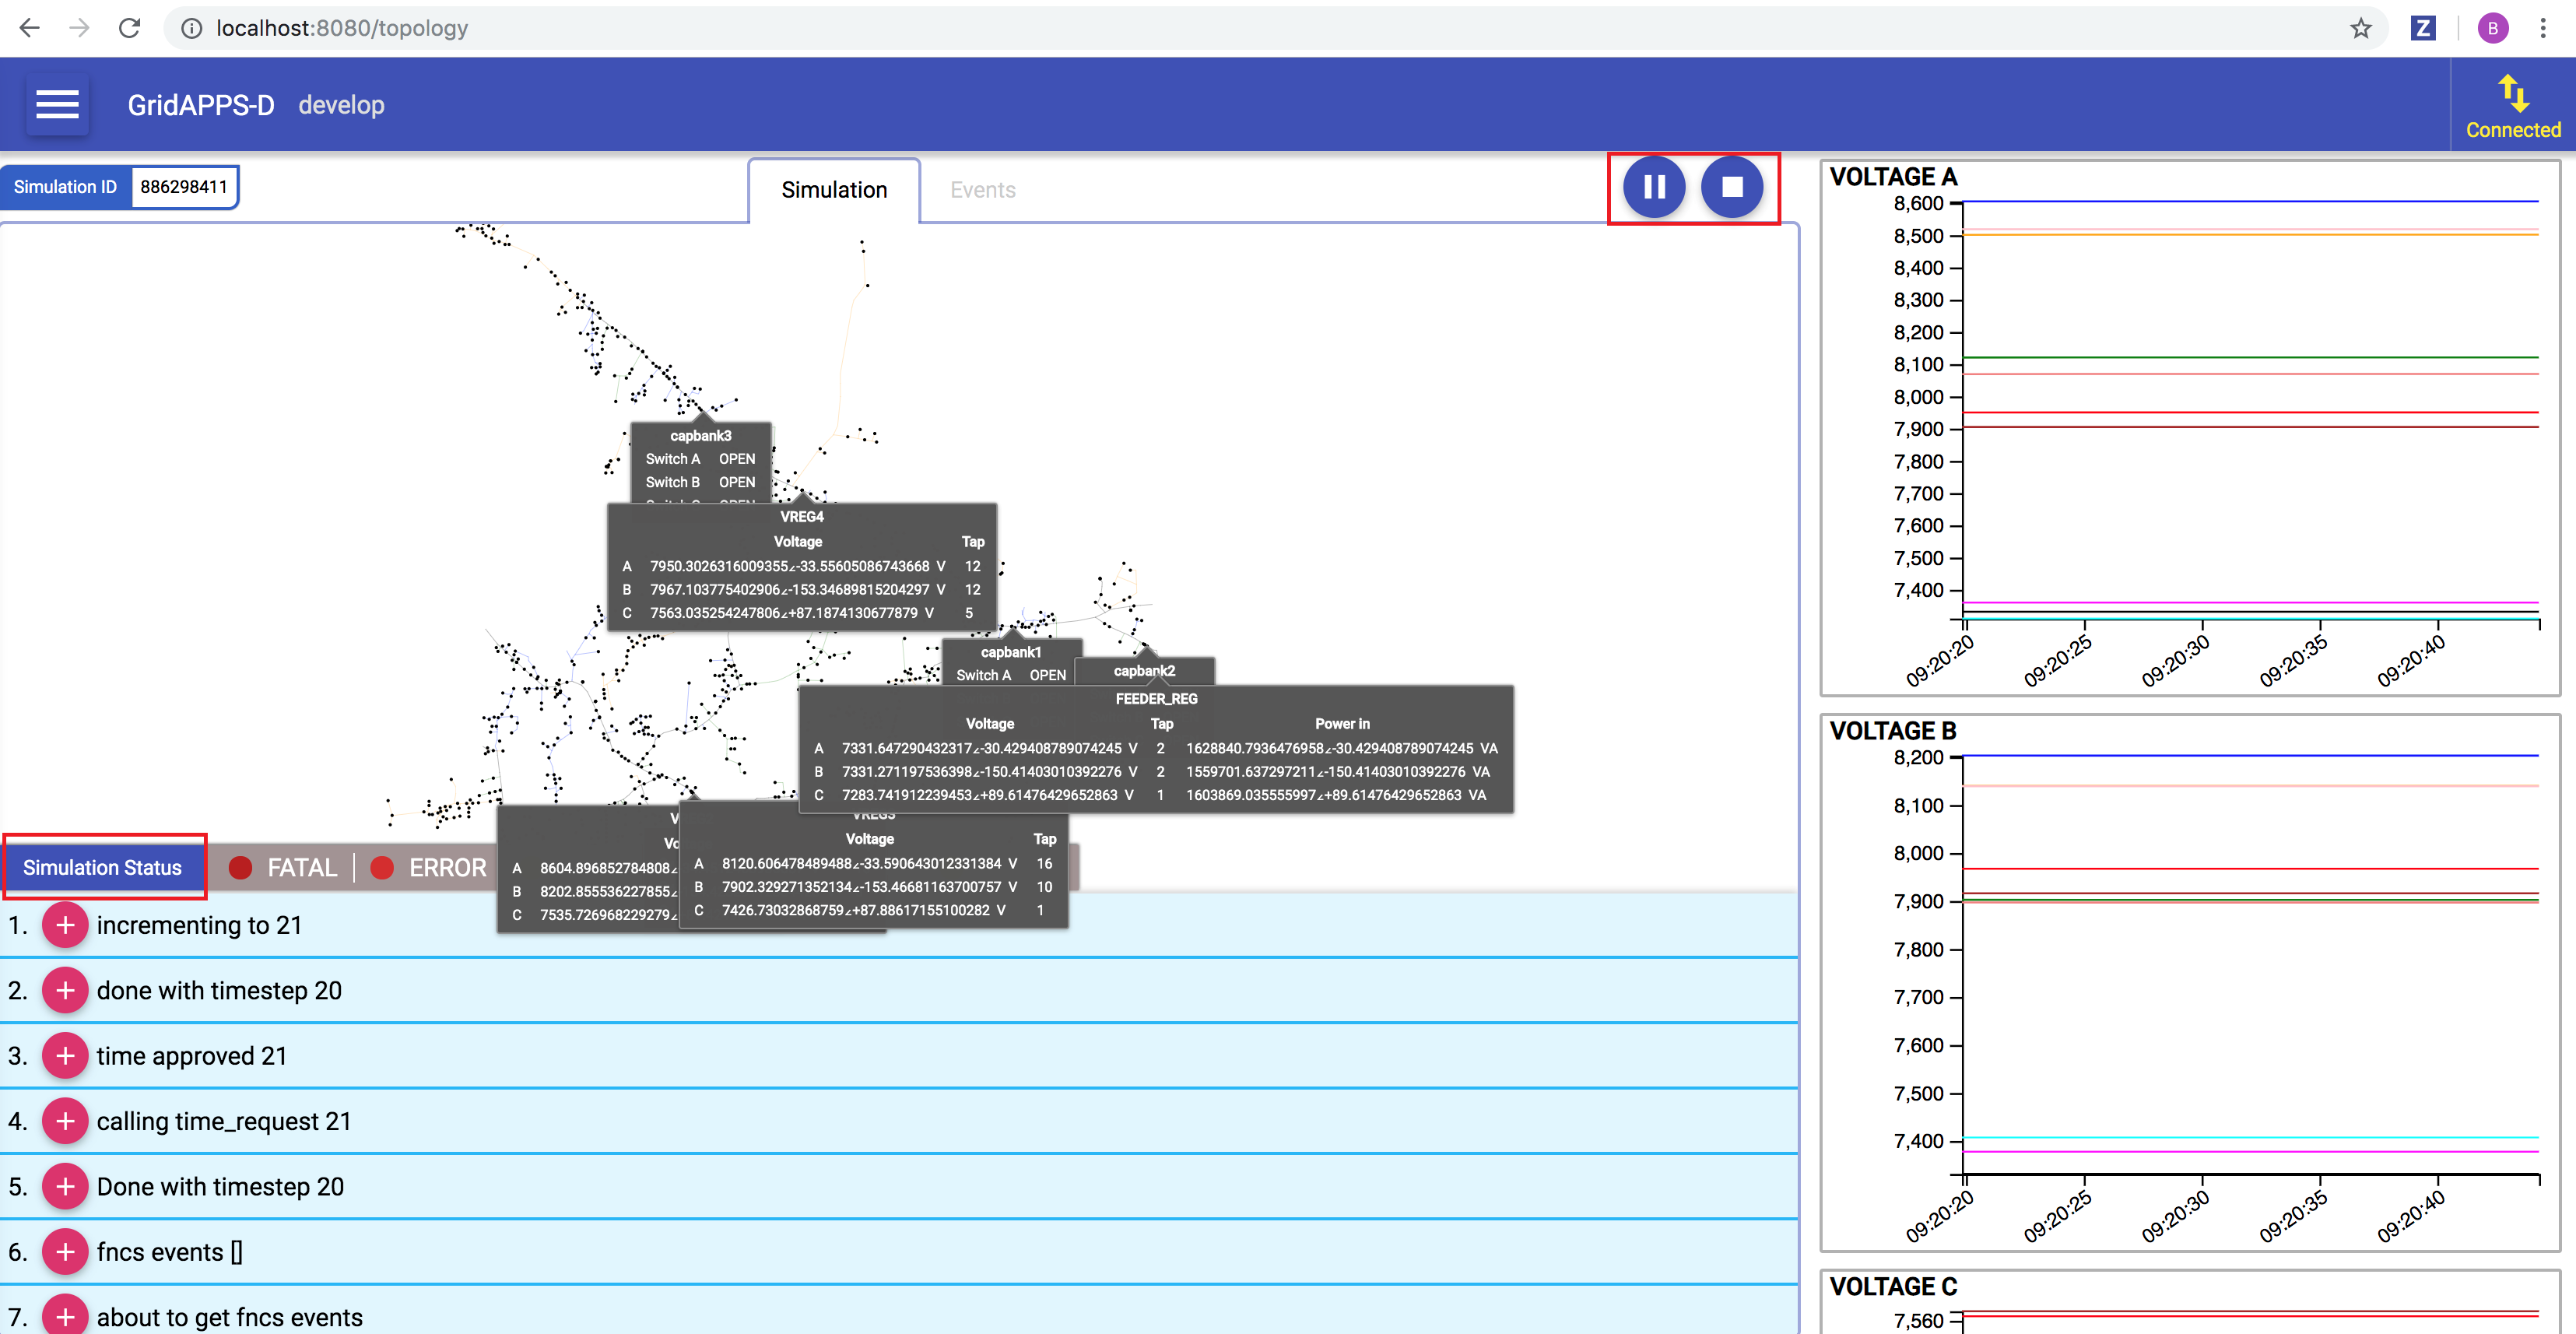 localhost:8080/topology
Z
B
GridAPPS-D develop
Connected
Simulation ID 886298411
Simulation Events
capbank3
Switch A OPEN
Switch B OPEN
VREG4
Voltage Tap
A 7950.3026316009355∠-33.55605086743668 V 12
B 7967.103775402906∠-153.34689815204297 V 12
C 7563.035254247806∠+87.1874130677879 V 5
capbank1
Switch A OPEN
capbank2
FEEDER_REG
Voltage Tap Power in
A 7331.647290432317∠-30.429408789074245 V 2 1628840.7936476958∠-30.429408789074245 VA
B 7331.271197536398∠-150.41403010392276 V 2 1559701.637297211∠-150.41403010392276 VA
C 7283.741912239453∠+89.61476429652863 V 1 1603869.035555997∠+89.61476429652863 VA
A 8604.896852784808∠
B 8202.855536227855∠
C 7535.726968229279∠
VREG3
Voltage Tap
A 8120.606478489488∠-33.590643012331384 V 16
B 7902.329271352134∠-153.46681163700757 V 10
C 7426.73032868759∠+87.88617155100282 V 1
Simulation Status FATAL ERROR
1. + incrementing to 21
2. + done with timestep 20
3. + time approved 21
4. + calling time_request 21
5. + Done with timestep 20
6. + fncs events []
7. + about to get fncs events
VOLTAGE A
8,600
8,500
8,400
8,300
8,200
8,100
8,000
7,900
7,800
7,700
7,600
7,500
7,400
09:20:20 09:20:25 09:20:30 09:20:35 09:20:40
VOLTAGE B
8,200
8,100
8,000
7,900
7,800
7,700
7,600
7,500
7,400
09:20:20 09:20:25 09:20:30 09:20:35 09:20:40
VOLTAGE C
7,560